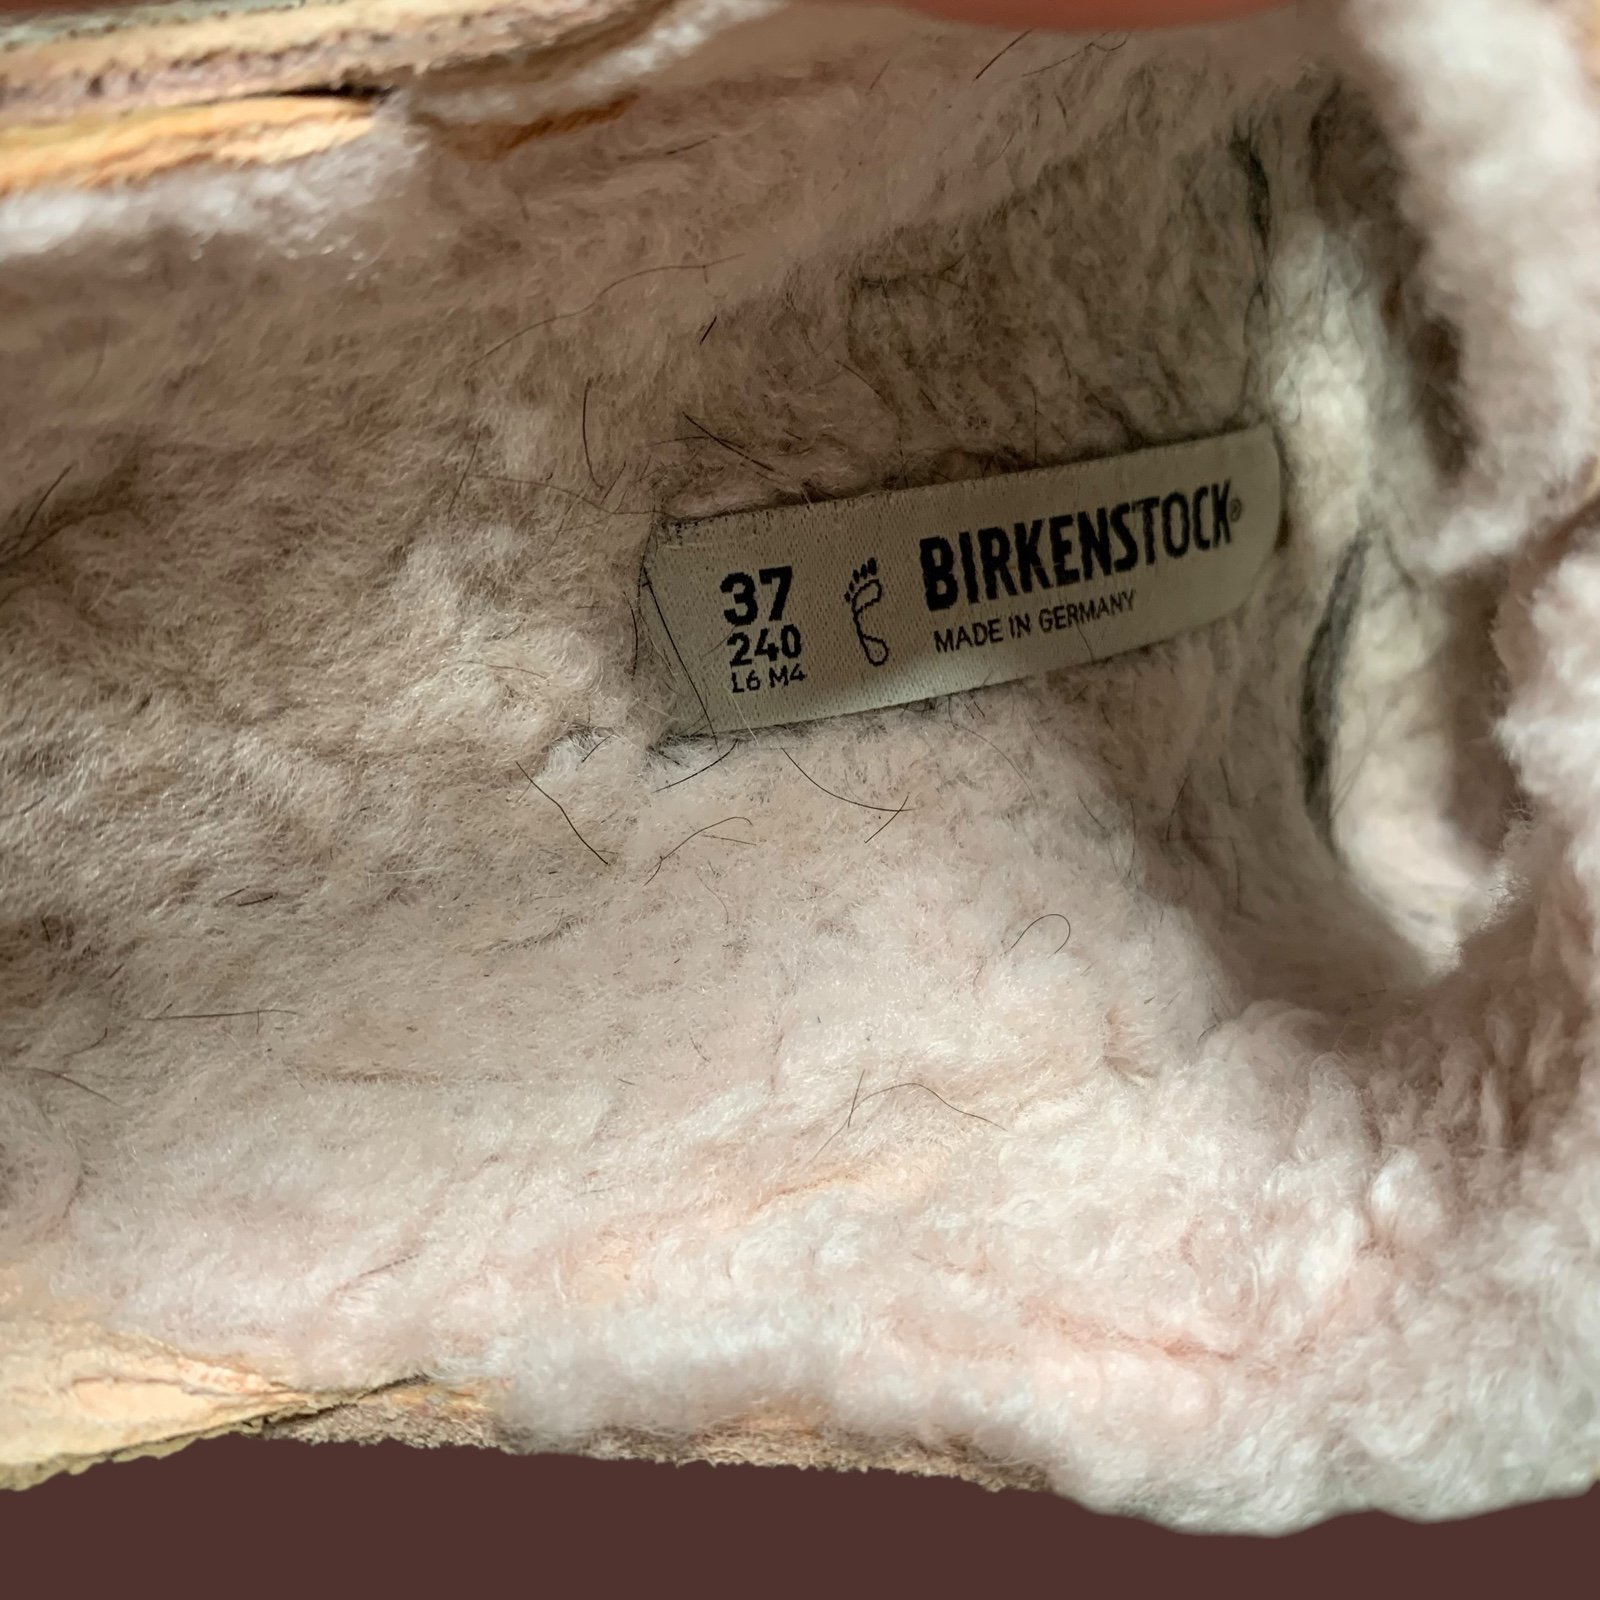 37
240
L6 M4
BIRKENSTOCK®
MADE IN GERMANY